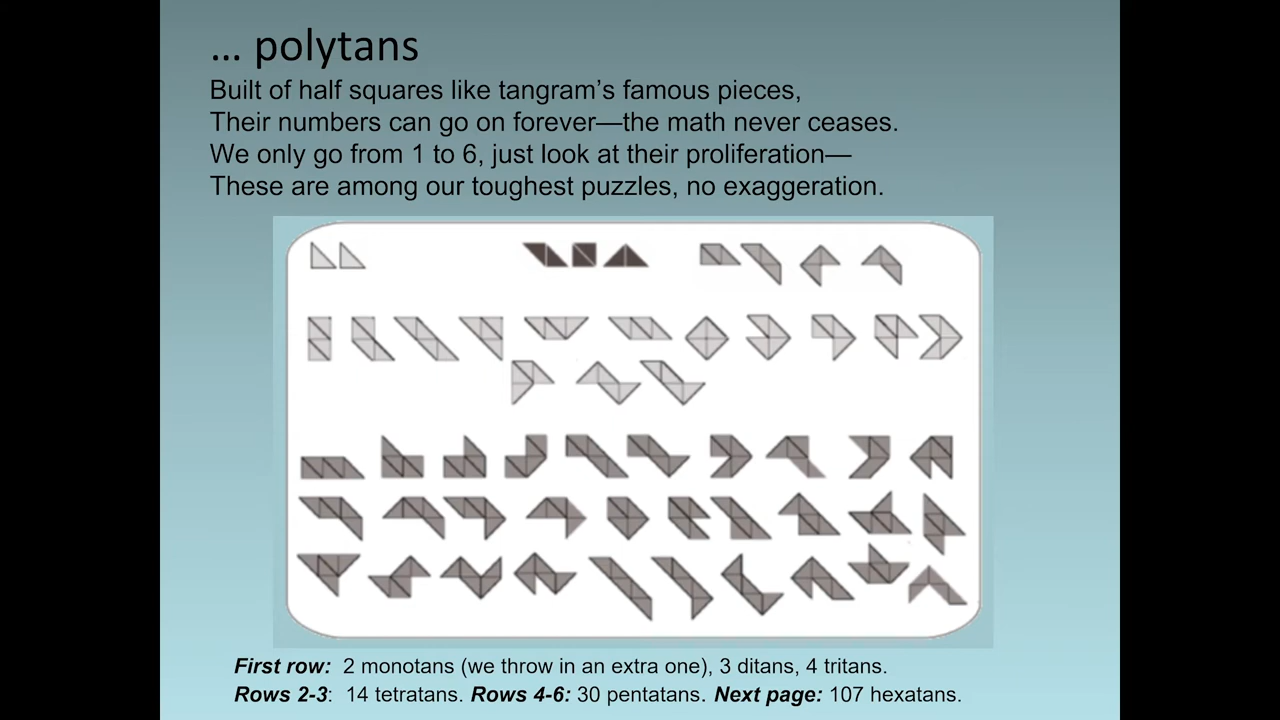 ... polytans
Built of half squares like tangram's famous pieces,
Their numbers can go on forever—the math never ceases.
We only go from 1 to 6, just look at their proliferation—
These are among our toughest puzzles, no exaggeration.
First row: 2 monotans (we throw in an extra one), 3 ditans, 4 tritans.
Rows 2-3: 14 tetratans. Rows 4-6: 30 pentatans. Next page: 107 hexatans.